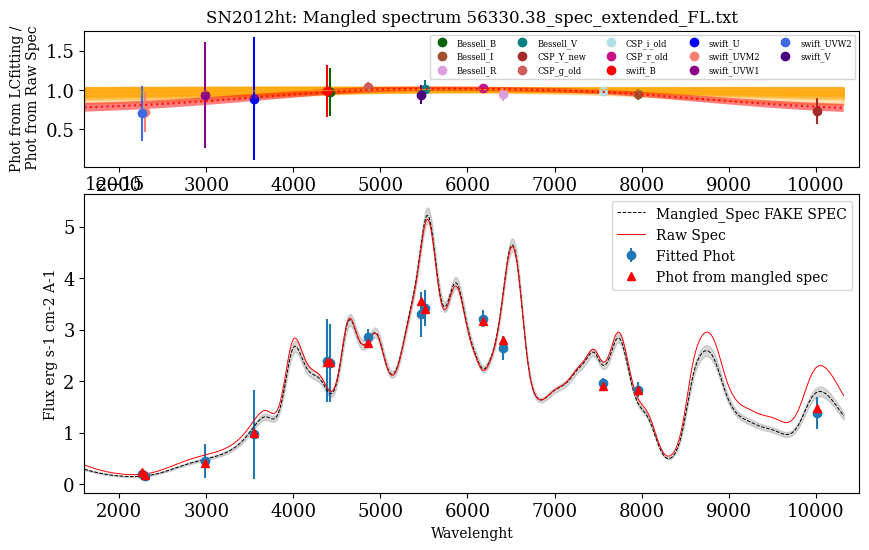 SN2012ht: Mangled spectrum 56330.38_spec_extended_FL.txt
Phot from LCfitting /
Phot from Raw Spec
1.5
1.0
0.5
Bessell_B
Bessell_I
Bessell_R
Bessell_V
CSP_Y_new
CSP_g_old
CSP_i_old
CSP_r_old
swift_B
swift_U
swift_UVM2
swift_UVW1
swift_UVW2
swift_V
2000 3000 4000 5000 6000 7000 8000 9000 10000
1e−15
Flux erg s-1 cm-2 A-1
5
4
3
2
1
0
Mangled_Spec FAKE SPEC
Raw Spec
Fitted Phot
Phot from mangled spec
2000 3000 4000 5000 6000 7000 8000 9000 10000
Wavelenght